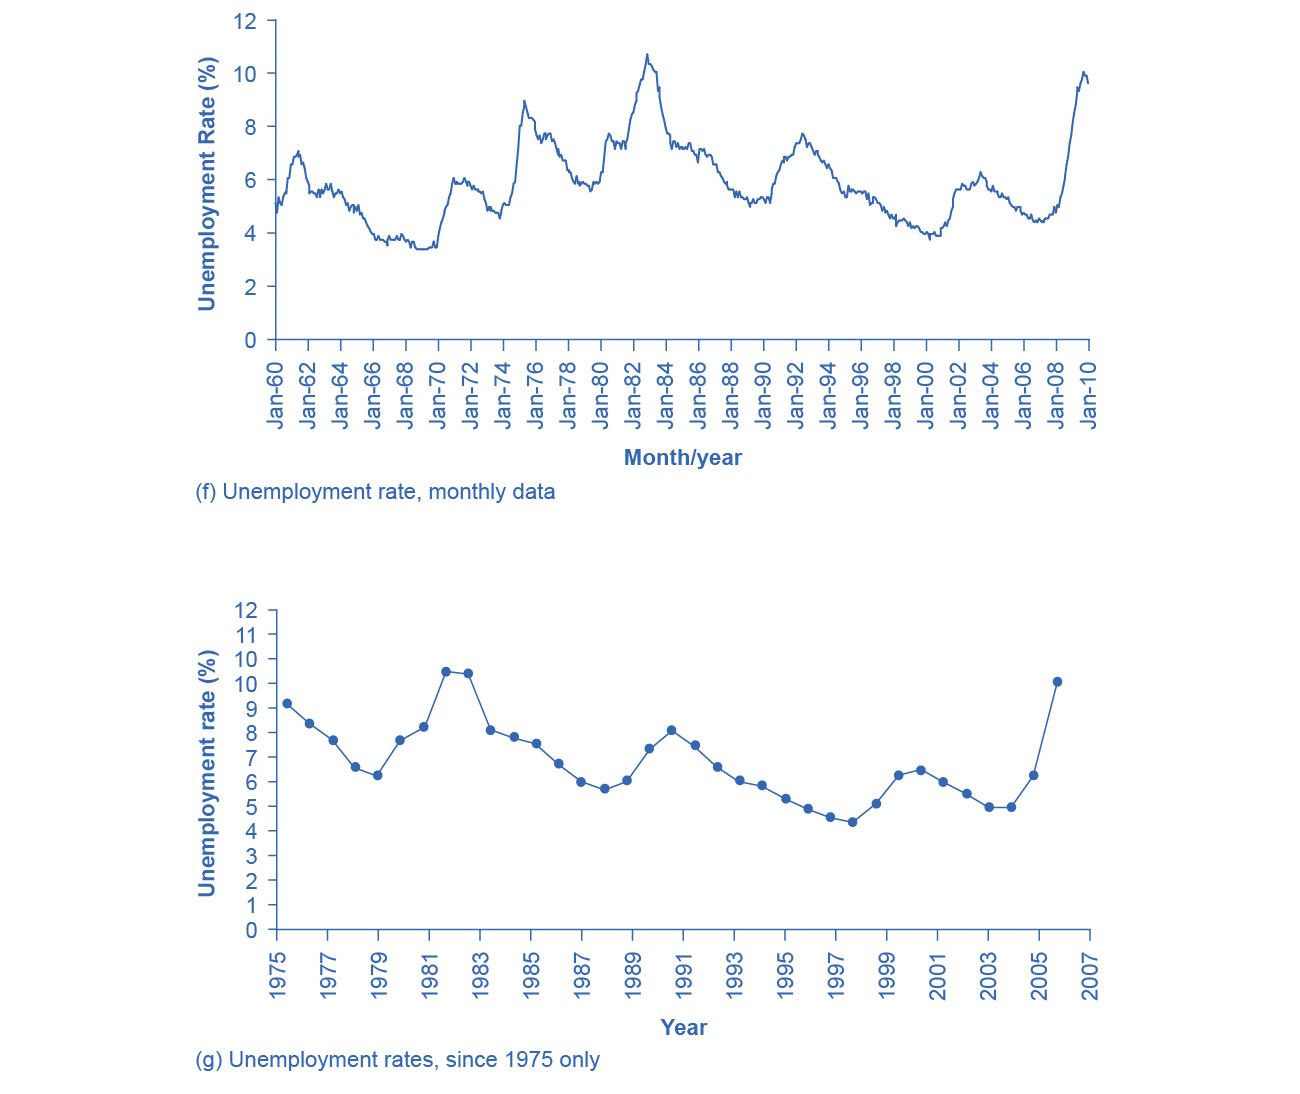 12
10
8
6
4
2
0
Unemployment Rate (%)
Jan-60 Jan-62 Jan-64 Jan-66 Jan-68 Jan-70 Jan-72 Jan-74 Jan-76 Jan-78 Jan-80 Jan-82 Jan-84 Jan-86 Jan-88 Jan-90 Jan-92 Jan-94 Jan-96 Jan-98 Jan-00 Jan-02 Jan-04 Jan-06 Jan-08 Jan-10
Month/year
(f) Unemployment rate, monthly data
12
11
10
10
9
8
7
6
5
4
3
2
1
0
Unemployment rate (%)
1975 1977 1979 1981 1983 1985 1987 1989 1991 1993 1995 1997 1999 2001 2003 2005 2007
Year
(g) Unemployment rates, since 1975 only